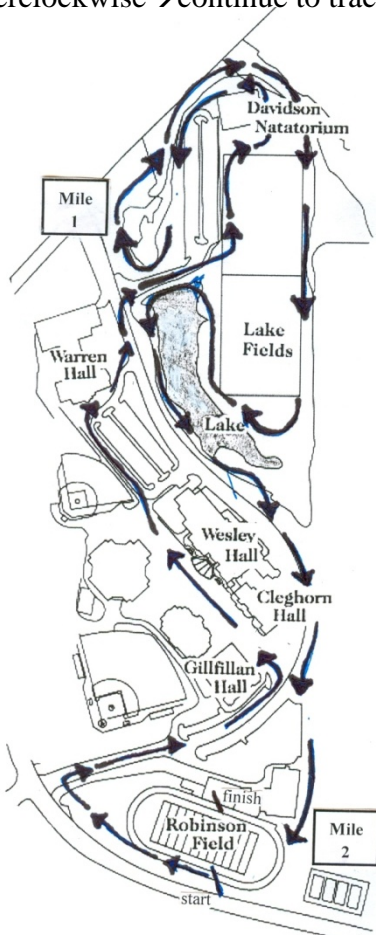 erclockwise → continue to trac
Davidson
Natatorium
Mile
1
Lake
Fields
Warren
Hall
Lake
Wesley
Hall
Cleghorn
Hall
Gillfillan
Hall
finish
Robinson
Field
Mile
2
start